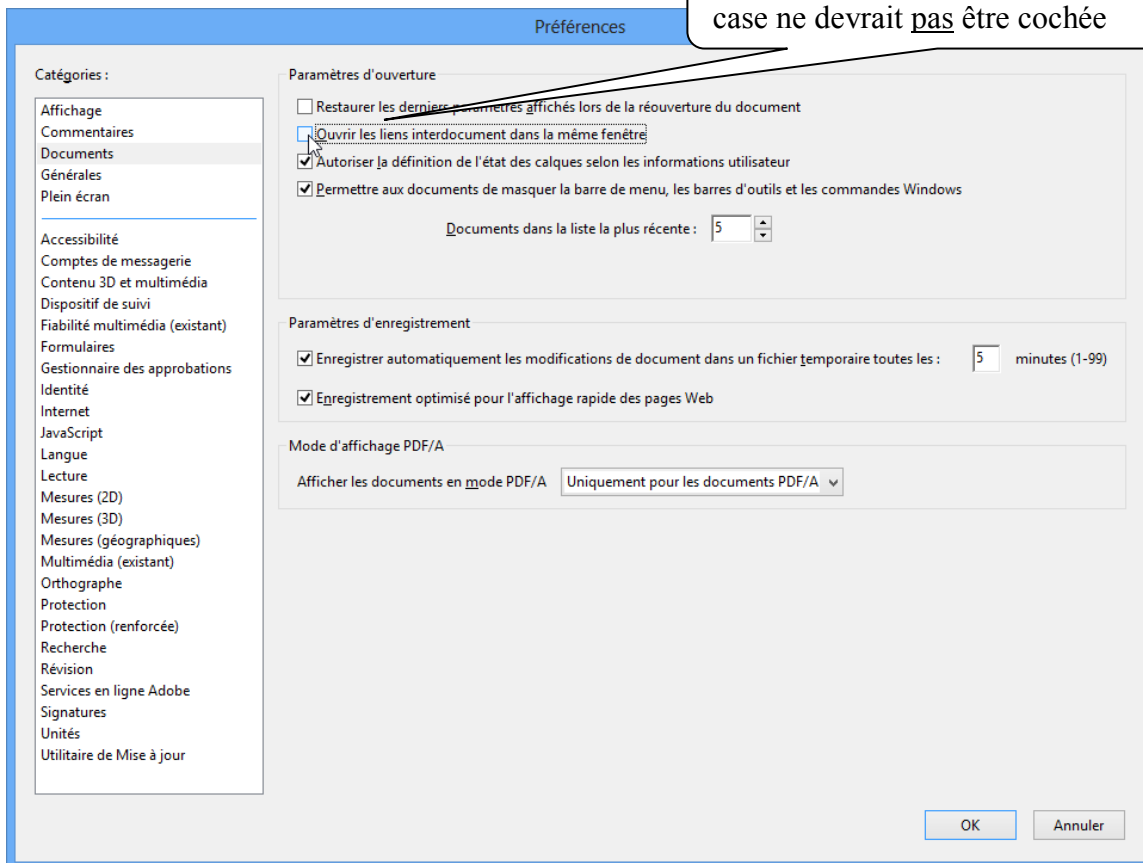 case ne devrait pas être cochée
Préférences
Catégories :
Affichage
Commentaires
Documents
Générales
Plein écran
Accessibilité
Comptes de messagerie
Contenu 3D et multimédia
Dispositif de suivi
Fiabilité multimédia (existant)
Formulaires
Gestionnaire des approbations
Identité
Internet
JavaScript
Langue
Lecture
Mesures (2D)
Mesures (3D)
Mesures (géographiques)
Multimédia (existant)
Orthographe
Protection
Protection (renforcée)
Recherche
Révision
Services en ligne Adobe
Signatures
Unités
Utilitaire de Mise à jour
Paramètres d'ouverture
Restaurer les derniers paramètres affichés lors de la réouverture du document
Ouvrir les liens interdocument dans la même fenêtre
Autoriser la définition de l'état des calques selon les informations utilisateur
Permettre aux documents de masquer la barre de menu, les barres d'outils et les commandes Windows
Documents dans la liste la plus récente : 5
Paramètres d'enregistrement
Enregistrer automatiquement les modifications de document dans un fichier temporaire toutes les : 5 minutes (1-99)
Enregistrement optimisé pour l'affichage rapide des pages Web
Mode d'affichage PDF/A
Afficher les documents en mode PDF/A Uniquement pour les documents PDF/A
OK Annuler